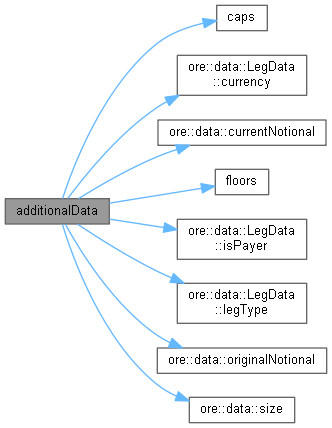 caps
ore::data::LegData
::currency
ore::data::currentNotional
floors
additionalData
ore::data::LegData
::isPayer
ore::data::LegData
::legType
ore::data::originalNotional
ore::data::size